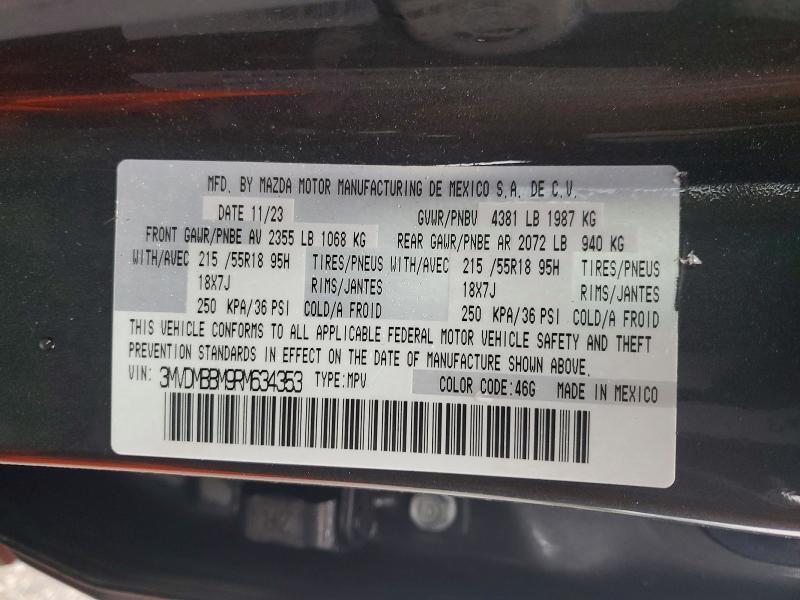 MFD. BY MAZDA MOTOR MANUFACTURING DE MEXICO S.A. DE C.V.
DATE 11/23 GVWR/PNBV 4381 LB 1987 KG
FRONT GAWR/PNBE AV 2355 LB 1068 KG REAR GAWR/PNBE AR 2072 LB 940 KG
WITH/AVEC 215 /55R18 95H TIRES/PNEUS WITH/AVEC 215 /55R18 95H TIRES/PNEUS
18X7J RIMS/JANTES 18X7J RIMS/JANTES
250 KPA/36 PSI COLD/A FROID 250 KPA/36 PSI COLD/A FROID
THIS VEHICLE CONFORMS TO ALL APPLICABLE FEDERAL MOTOR VEHICLE SAFETY AND THEFT
PREVENTION STANDARDS IN EFFECT ON THE DATE OF MANUFACTURE SHOWN ABOVE.
VIN: 3MVDMBBM9RM634353 TYPE:MPV COLOR CODE:46G MADE IN MEXICO